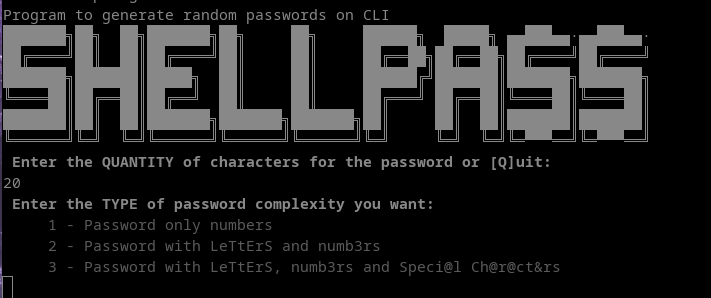 Program to generate random passwords on CLI
SHELLPASS
Enter the QUANTITY of characters for the password or [Q]uit:
20
Enter the TYPE of password complexity you want:
1 - Password only numbers
2 - Password with LeTtErS and numb3rs
3 - Password with LeTtErS, numb3rs and Speci@l Ch@r@ct&rs